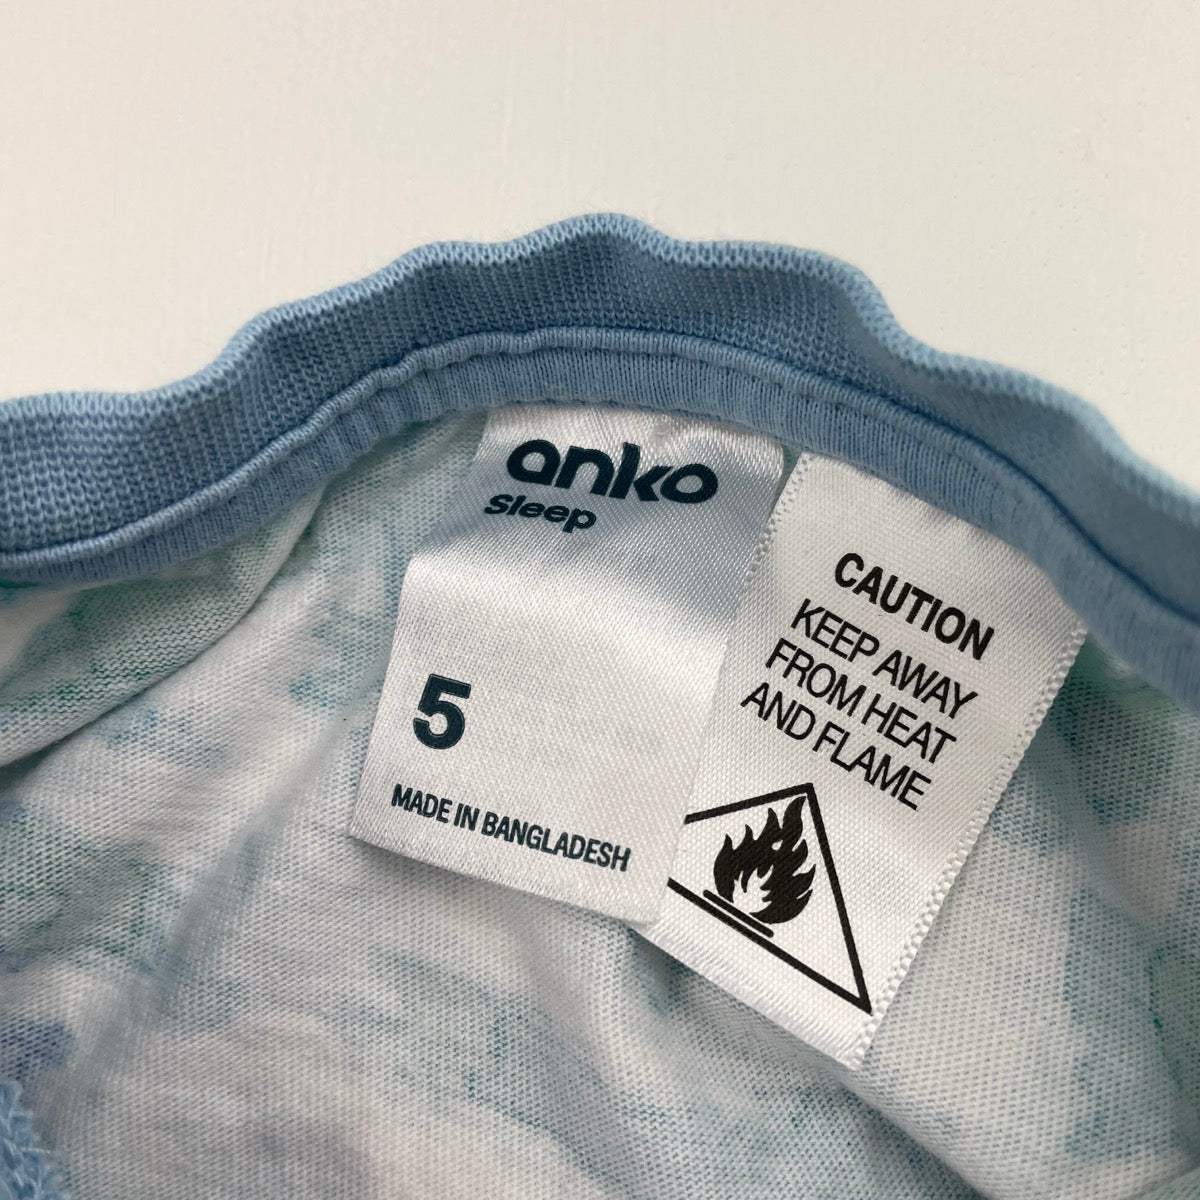 anko
Sleep
5
MADE IN BANGLADESH
CAUTION
KEEP AWAY
FROM HEAT
AND FLAME